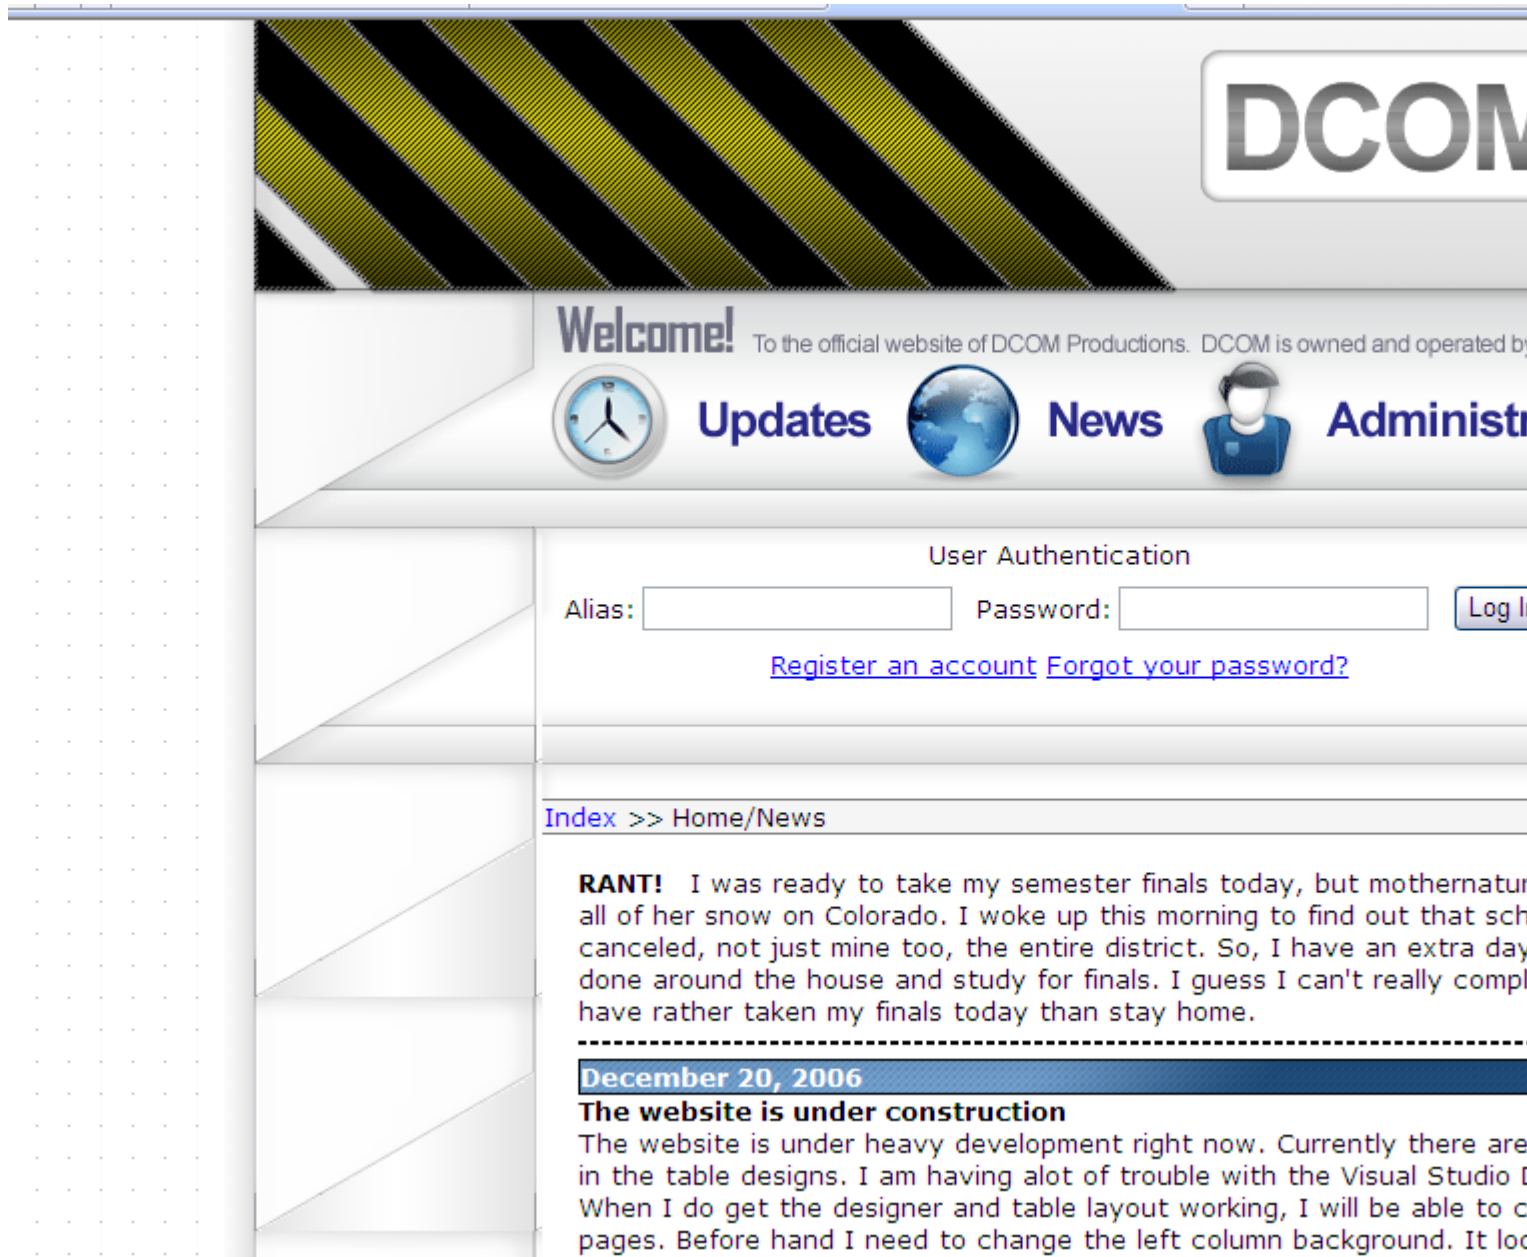 DCOM
Welcome! To the official website of DCOM Productions. DCOM is owned and operated by
Updates News
User Authentication
Alias: Password: Log
Register an account Forgot your password?
Index >> Home/News
RANT! I was ready to take my semester finals today, but
all of her snow on Colorado. I woke up this morning to find out that
canceled, not just mine too, the entire district. So, I have an extra day
done around the house and study for finals. I guess I can't really
have rather taken my finals today than stay home.
December 20, 2006
The website is under construction
The website is under heavy development right now. Currently there are
in the table designs. I am having alot of trouble with the Visual Studio
When I do get the designer and table layout working, I will be able to
pages. Before hand I need to change the left column background. It